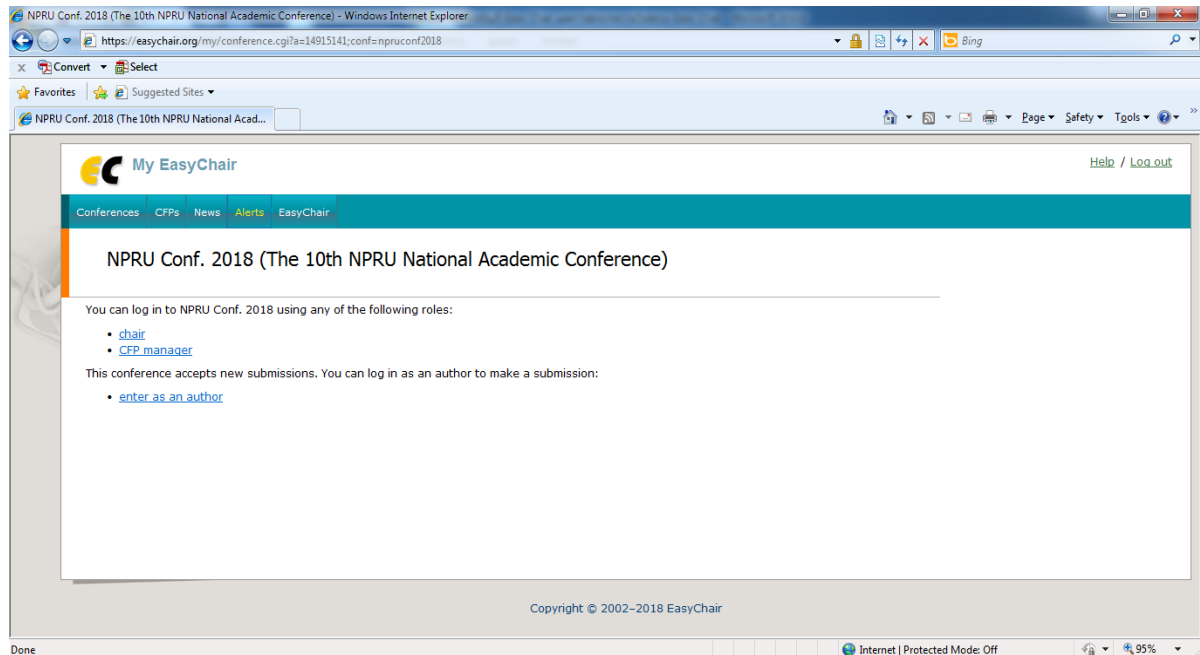 NPRU Conf. 2018 (The 10th NPRU National Academic Conference) - Windows Internet Explorer
https://easychair.org/my/conference.cgi?a=14915141;conf=npruconf2018
Bing
x Convert Select
Favorites Suggested Sites
NPRU Conf. 2018 (The 10th NPRU National Acad...
Page Safety Tools
EC My EasyChair
Help / Log out
Conferences CFPs News Alerts EasyChair
NPRU Conf. 2018 (The 10th NPRU National Academic Conference)
You can log in to NPRU Conf. 2018 using any of the following roles:
• chair
• CFP manager
This conference accepts new submissions. You can log in as an author to make a submission:
• enter as an author
Copyright © 2002–2018 EasyChair
Done
Internet | Protected Mode: Off
95%